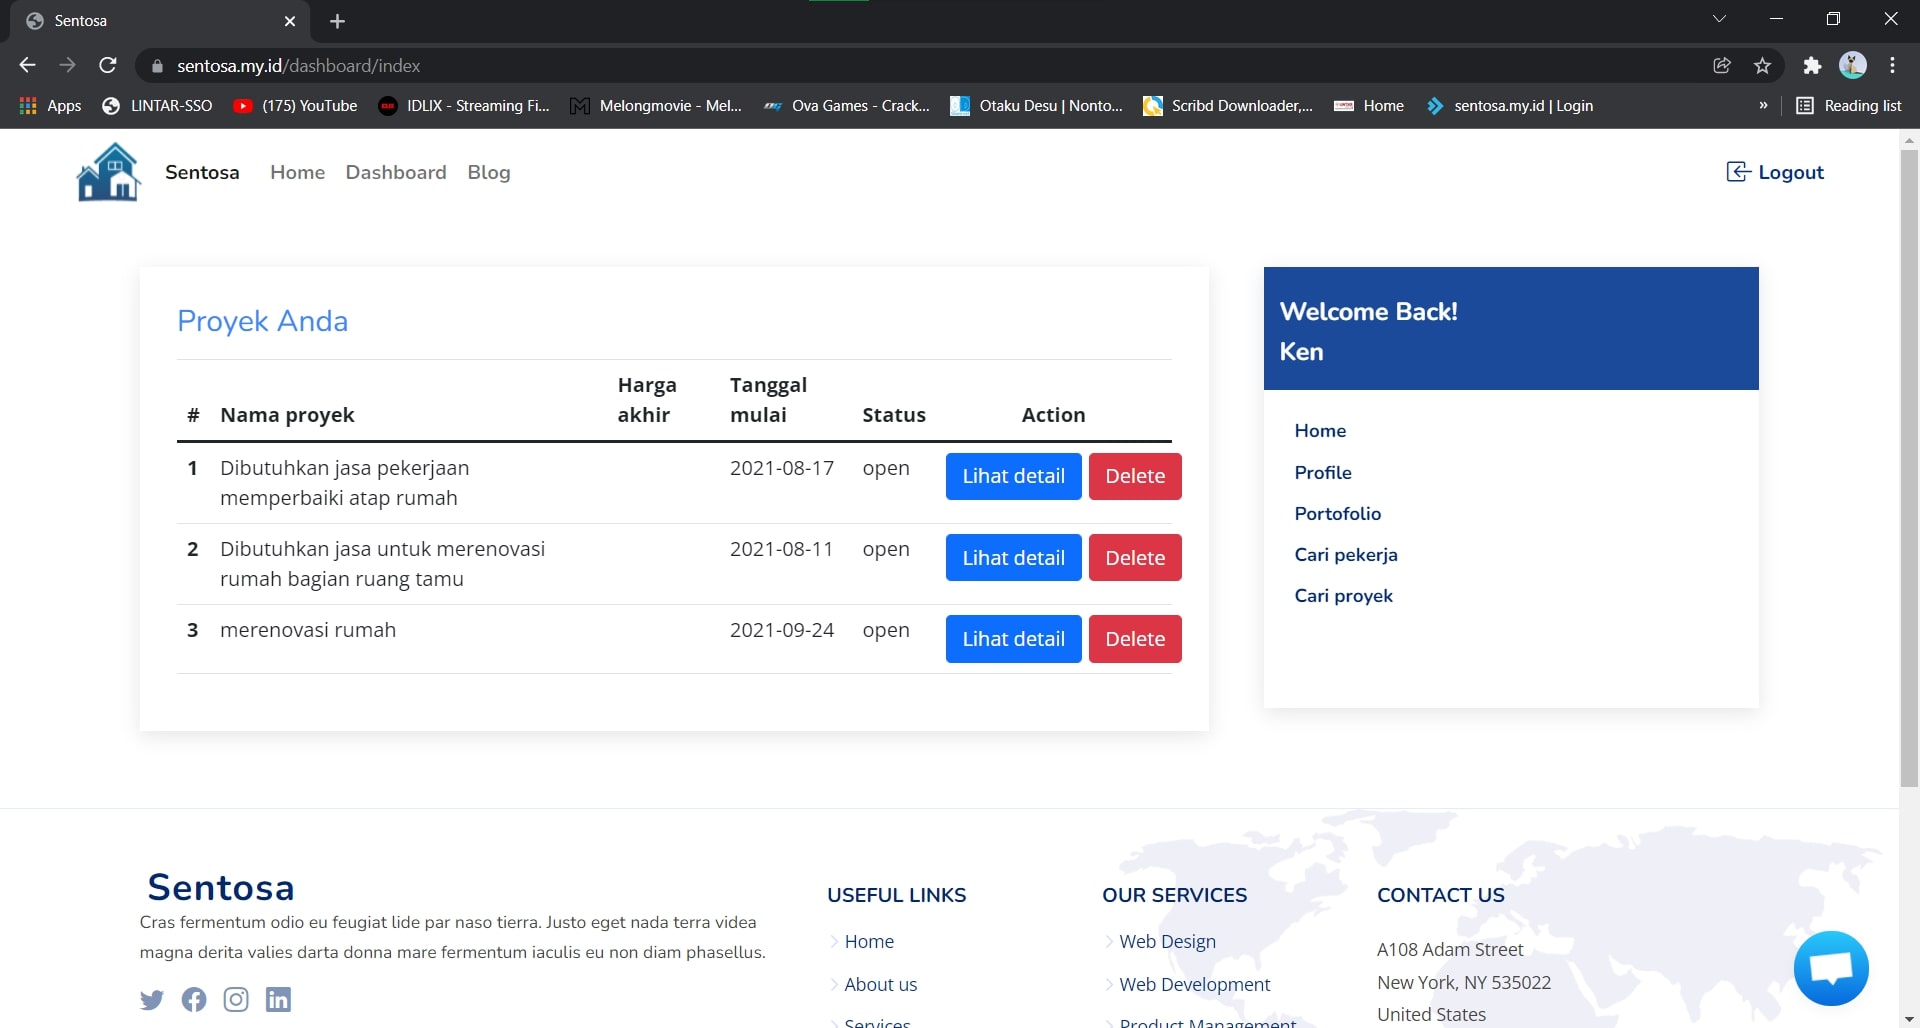 Sentosa
sentosa.my.id/dashboard/index
Apps
LINTAR-SSO
(175) YouTube
IDLIX - Streaming Fi...
Melongmovie - Mel...
Ova Games - Crack...
Otaku Desu | Nonto...
Scribd Downloader,...
Home
sentosa.my.id | Login
»
Reading list
Sentosa
Home
Dashboard
Blog
Logout
Proyek Anda
# Nama proyek Harga akhir Tanggal mulai Status Action
1 Dibutuhkan jasa pekerjaan 2021-08-17 open Lihat detail Delete
memperbaiki atap rumah
2 Dibutuhkan jasa untuk merenovasi 2021-08-11 open Lihat detail Delete
rumah bagian ruang tamu
3 merenovasi rumah 2021-09-24 open Lihat detail Delete
Welcome Back!
Ken
Home
Profile
Portofolio
Cari pekerja
Cari proyek
Sentosa
Cras fermentum odio eu feugiat lide par naso tierra. Justo eget nada terra videa
magna derita valies darta donna mare fermentum iaculis eu non diam phasellus.
USEFUL LINKS
Home
About us
Services
OUR SERVICES
Web Design
Web Development
Product Management
CONTACT US
A108 Adam Street
New York, NY 535022
United States